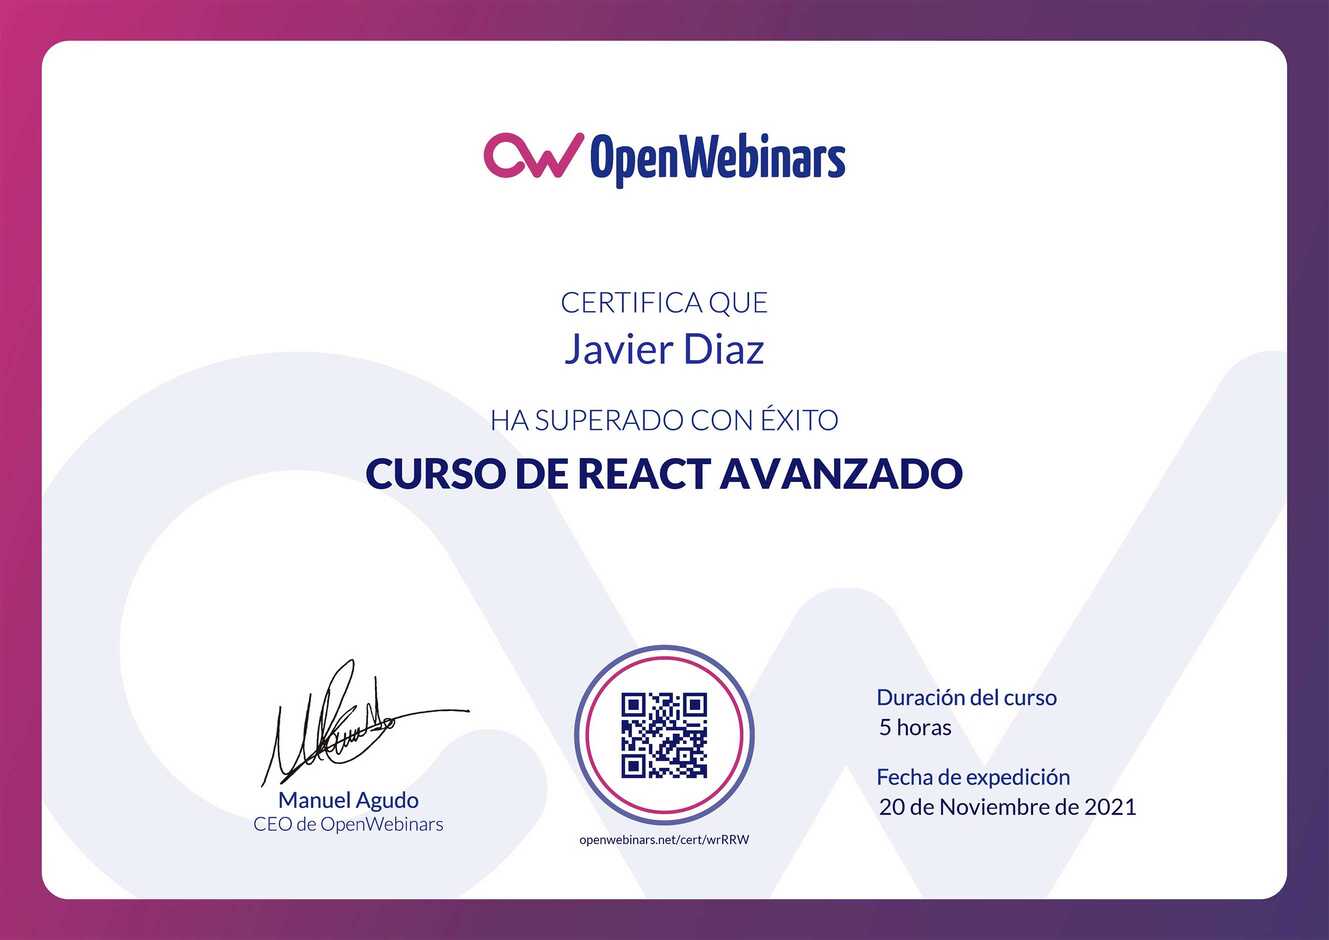 OpenWebinars
CERTIFICA QUE
Javier Diaz
HA SUPERADO CON ÉXITO
CURSO DE REACT AVANZADO
Manuel Agudo
CEO de OpenWebinars
openwebinars.net/cert/wrRRW
Duración del curso
5 horas
Fecha de expedición
20 de Noviembre de 2021